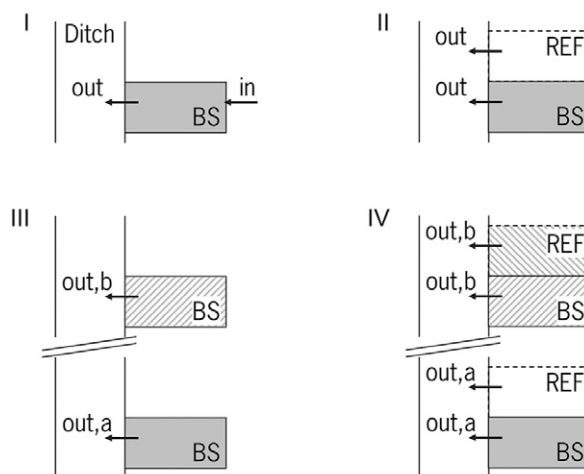 I
Ditch
out
in
BS
II
out
REF
out
BS
III
out,b
BS
out,a
BS
IV
out,b
REF
out,b
BS
out,a
REF
out,a
BS